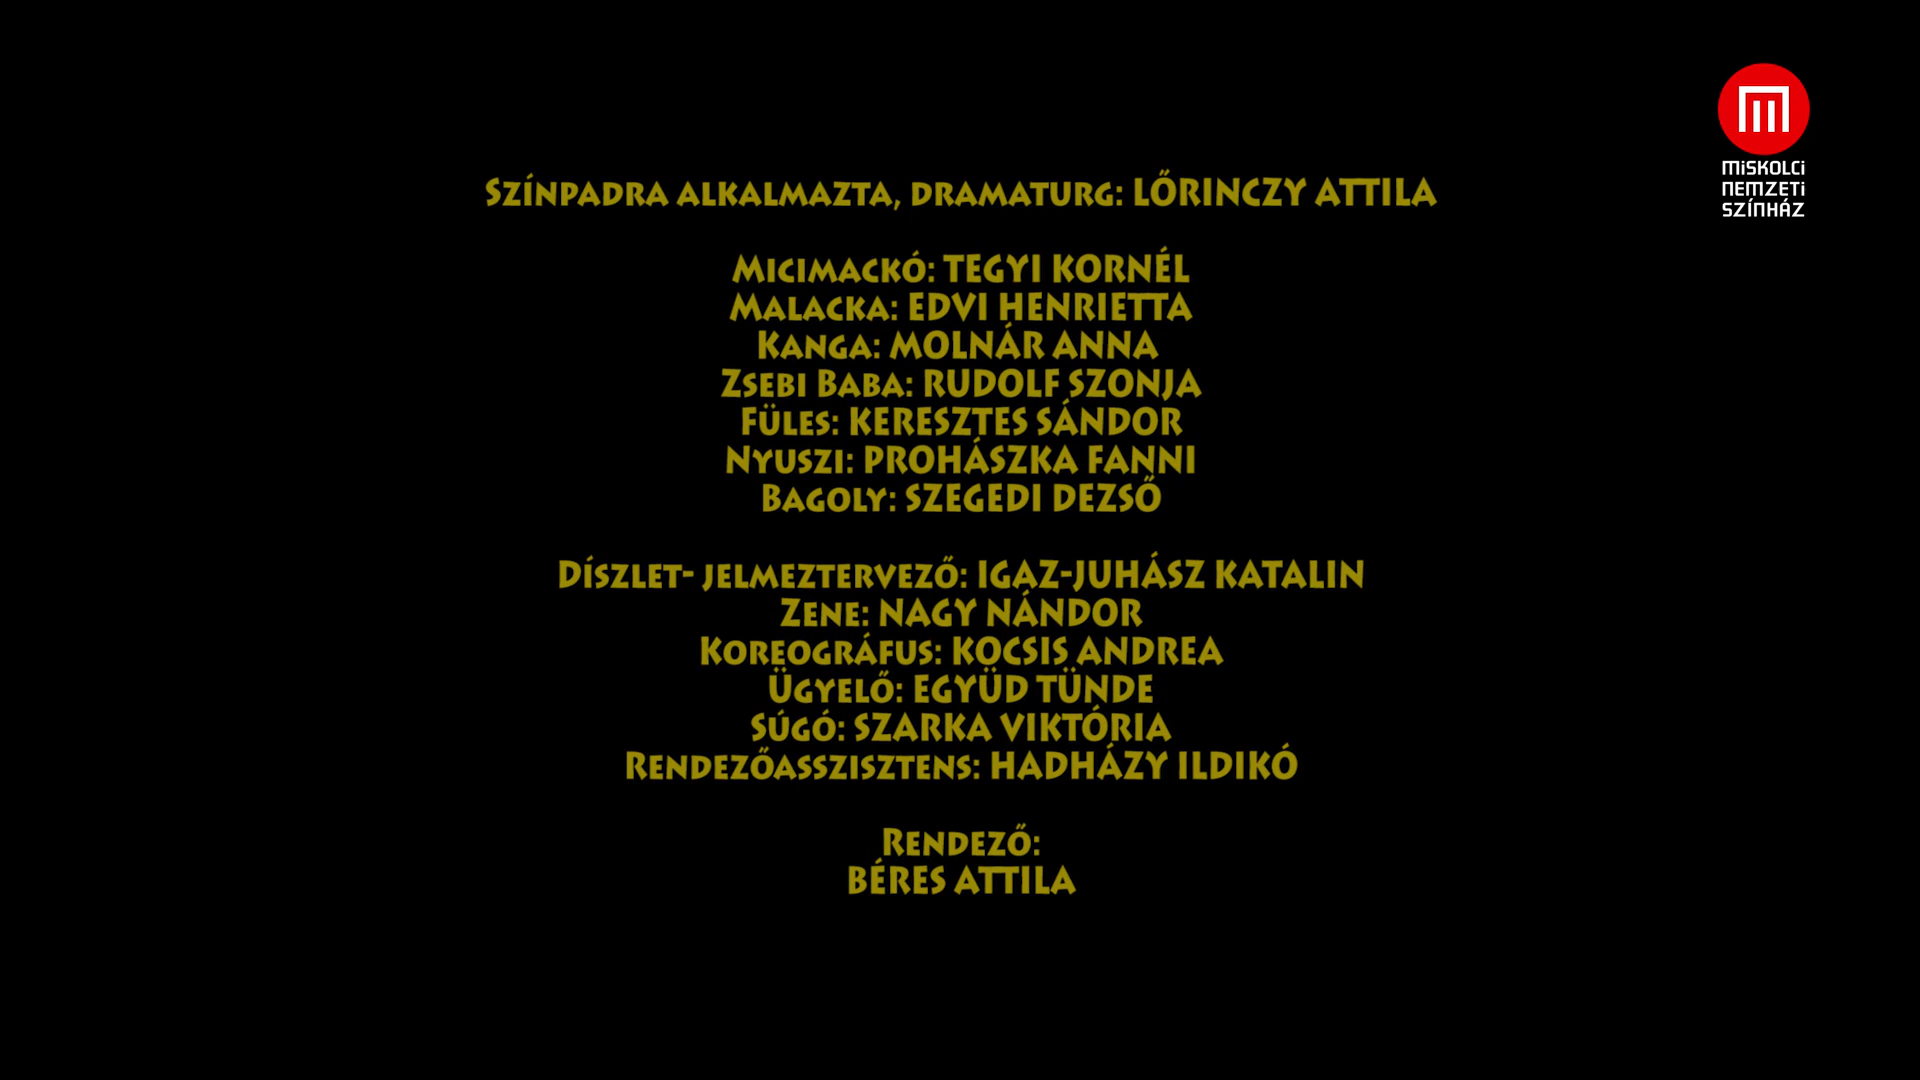 Színpadra alkalmazta, dramaturg: LŐRINCZY ATTILA
Micimackó: TEGYI KORNÉL
Malacka: EDVI HENRIETTA
Kanga: MOLNÁR ANNA
Zsebi Baba: RUDOLF SZONJA
Füles: KERESZTES SÁNDOR
Nyuszi: PROHÁSZKA FANNI
Bagoly: SZEGEDI DEZSŐ
Díszlet- jelmeztervező: IGAZ-JUHÁSZ KATALIN
Zene: NAGY NÁNDOR
Koreográfus: KOCSIS ANDREA
Ügyelő: EGYÜD TÜNDE
Súgó: SZARKA VIKTÓRIA
Rendezőasszisztens: HADHÁZY ILDIKÓ
Rendező:
BÉRES ATTILA
MISKOLCI
NEMZETI
SZÍNHÁZ